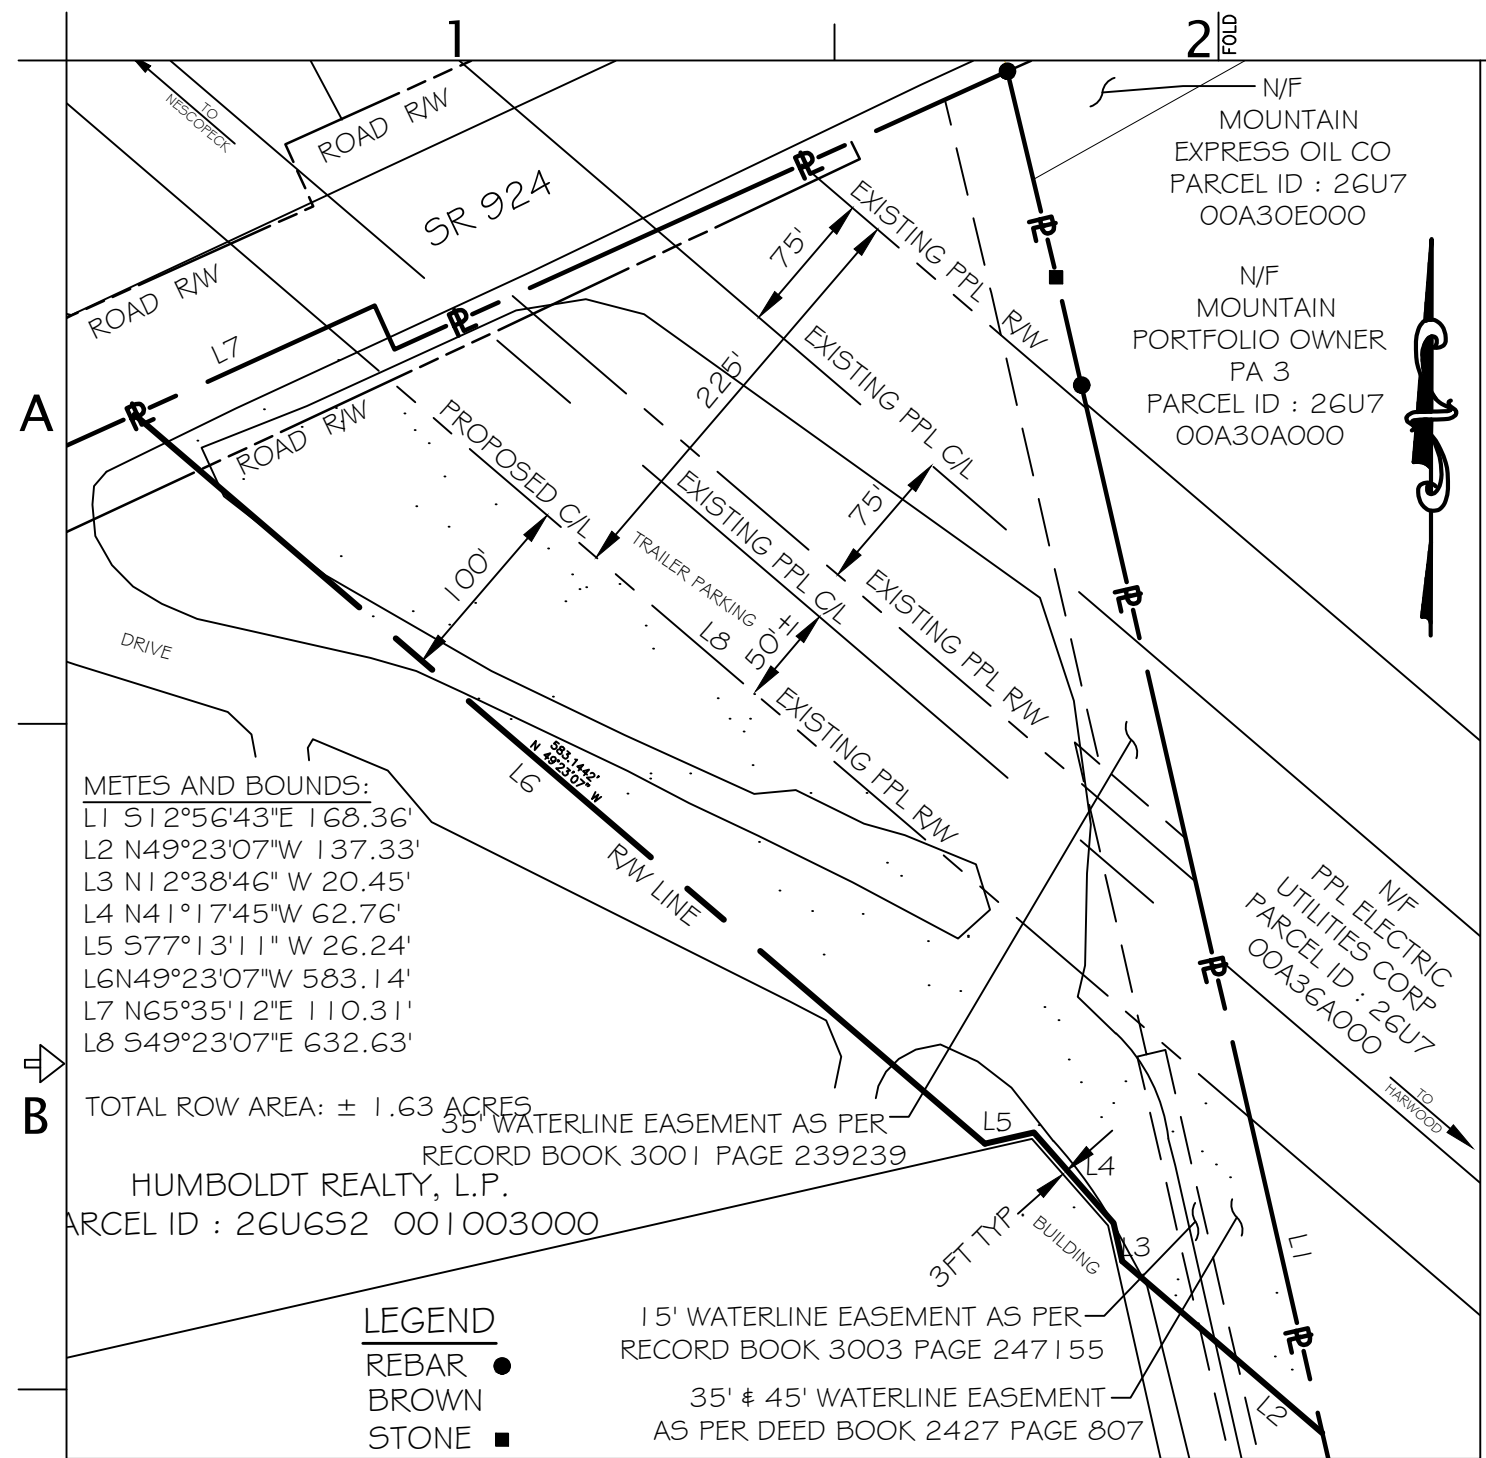 1
2
FOLD
A
B
TO
NESCOPECK
ROAD R/W
SR 924
ROAD R/W
L7
ROAD R/W
PL
PL
PL
PL
PL
PL
PL
N/F
MOUNTAIN
EXPRESS OIL CO
PARCEL ID : 26U7
00A30E000
N/F
MOUNTAIN
PORTFOLIO OWNER
PA 3
PARCEL ID : 26U7
00A30A000
EXISTING PPL R/W
75'
225'
EXISTING PPL C/L
PROPOSED C/L
EXISTING PPL C/L
75'
100'
TRAILER PARKING
L8
50'±
EXISTING PPL R/W
EXISTING PPL R/W
DRIVE
583.1442'
N 49°23'07" W
L6
R/W LINE
METES AND BOUNDS:
L1 S12°56'43"E 168.36'
L2 N49°23'07"W 137.33'
L3 N12°38'46" W 20.45'
L4 N41°17'45"W 62.76'
L5 S77°13'11" W 26.24'
L6N49°23'07"W 583.14'
L7 N65°35'12"E 110.31'
L8 S49°23'07"E 632.63'
TOTAL ROW AREA: ± 1.63 ACRES
35' WATERLINE EASEMENT AS PER
RECORD BOOK 3001 PAGE 239239
HUMBOLDT REALTY, L.P.
ARCEL ID : 26U6S2 001003000
N/F
PPL ELECTRIC
UTILITIES CORP
PARCEL ID : 26U7
00A36A000
TO
HARWOOD
L5
L4
3FT TYP.
BUILDING
L3
L1
L2
15' WATERLINE EASEMENT AS PER
RECORD BOOK 3003 PAGE 247155
35' & 45' WATERLINE EASEMENT
AS PER DEED BOOK 2427 PAGE 807
LEGEND
REBAR
BROWN
STONE